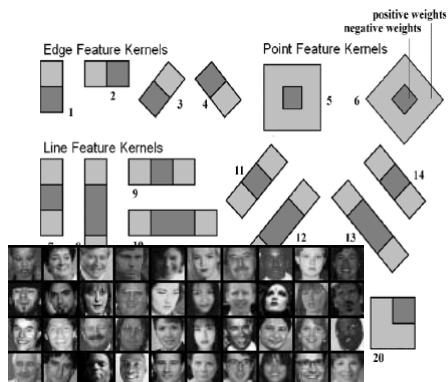 positive weights
negative weights
Edge Feature Kernels
Point Feature Kernels
1
2
3
4
5
6
Line Feature Kernels
9
11
14
12
13
20